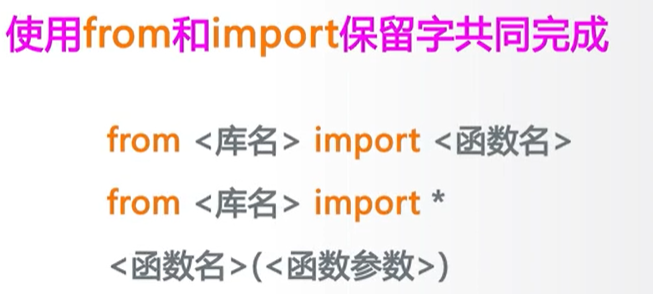 使用from和import保留字共同完成
from <库名> import <函数名>
from <库名> import *
<函数名>(<函数参数>)